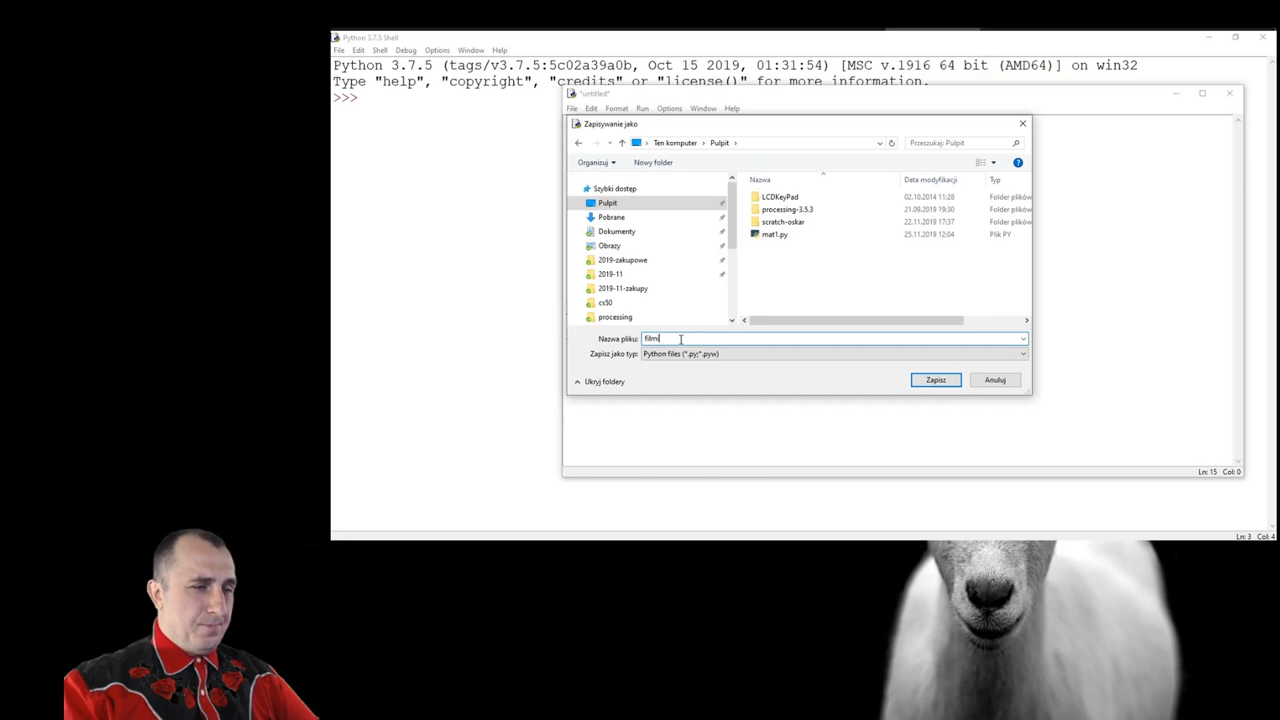 Python 3.7.5 Shell
File Edit Shell Debug Options Window Help
Python 3.7.5 (tags/v3.7.5:5c02a39a0b, Oct 15 2019, 01:31:54) [MSC v.1916 64 bit (AMD64)] on win32
Type "help", "copyright", "credits" or "license()" for more information.
>>>
*untitled*
File Edit Format Run Options Window Help
Zapisywanie jako
Ten komputer > Pulpit >
Przeszukaj: Pulpit
Organizuj Nowy folder
Nazwa Data modyfikacji Typ
Szybki dostęp
Pulpit
Pobrane
Dokumenty
Obrazy
2019-zakupowe
2019-11
2019-11-zakupy
cs50
processing
LCDKeyPad 02.10.2014 11:28 Folder plików
processing-3.5.3 21.09.2019 19:30 Folder plików
scratch-oskar 22.11.2019 17:37 Folder plików
mat1.py 25.11.2019 12:04 Plik PY
Nazwa pliku: filmi
Zapisz jako typ: Python files (*.py;*.pyw)
Ukryj foldery
Zapisz Anuluj
Ln: 15 Col: 0
Ln: 3 Col: 4